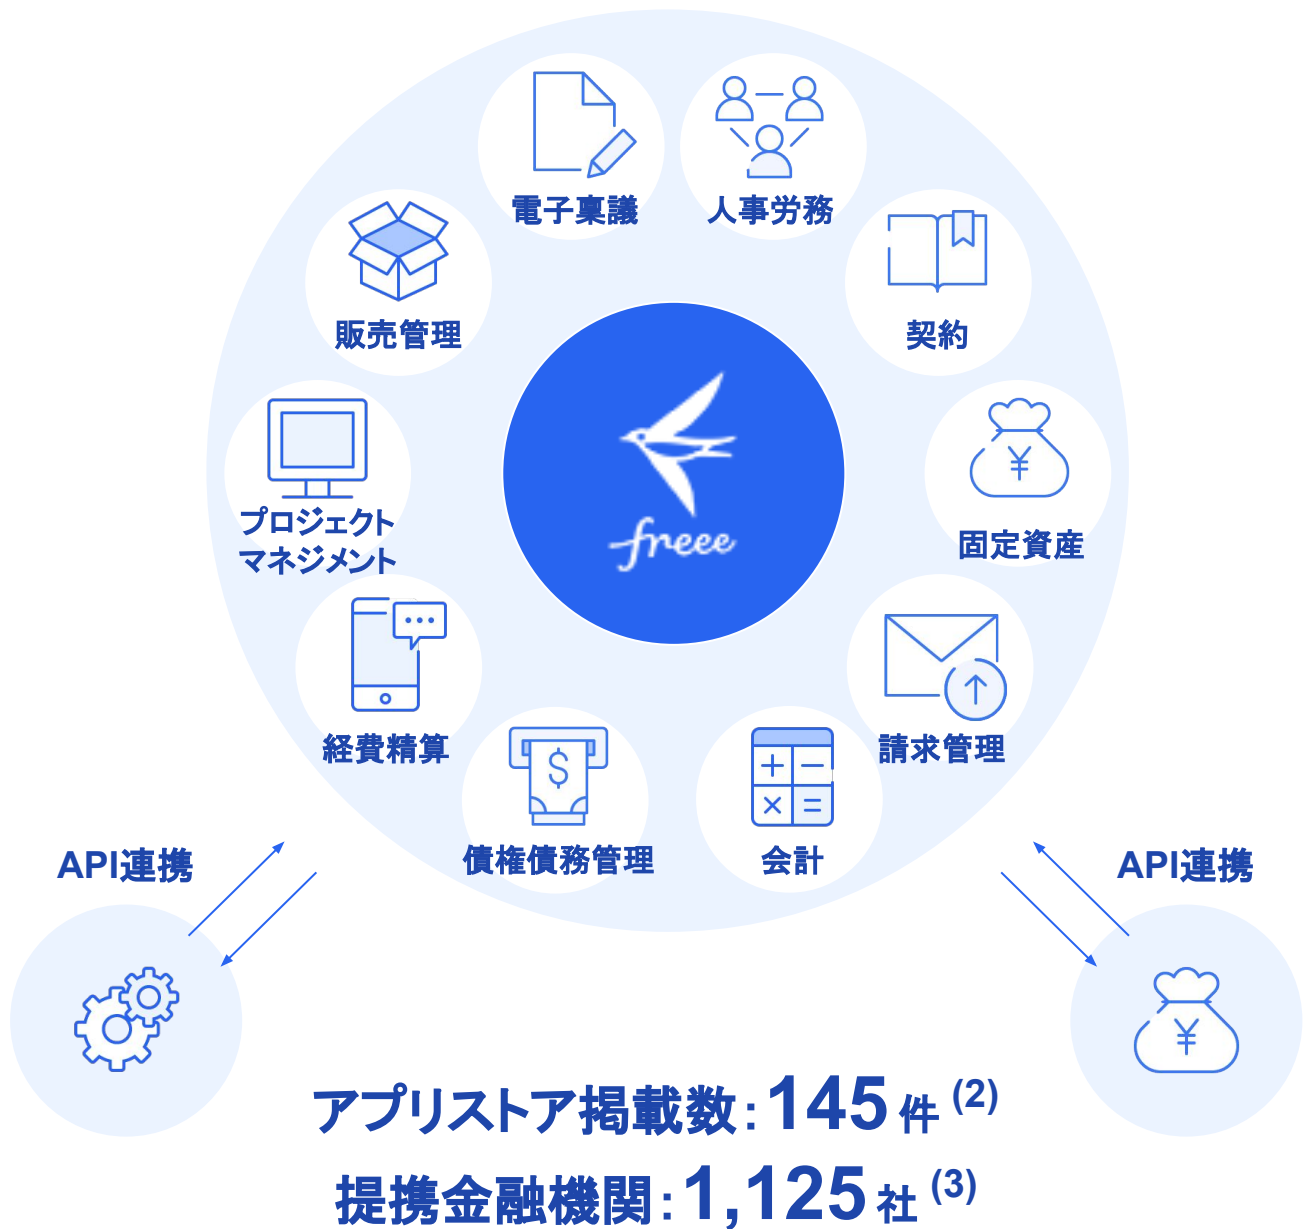 電子稟議
人事労務
販売管理
契約
freee
プロジェクト
マネジメント
固定資産
経費精算
請求管理
¥
$
債権債務管理
会計
API連携
API連携
¥
アプリストア掲載数:145件(2)
提携金融機関:1,125社(3)